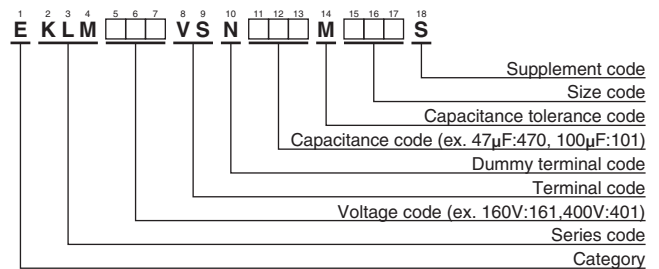 1 2 3 4 5 6 7 8 9 10 11 12 13 14 15 16 17 18
E K L M □□□ V S N □□□ M □□□ S
Supplement code
Size code
Capacitance tolerance code
Capacitance code (ex. 47µF:470, 100µF:101)
Dummy terminal code
Terminal code
Voltage code (ex. 160V:161,400V:401)
Series code
Category